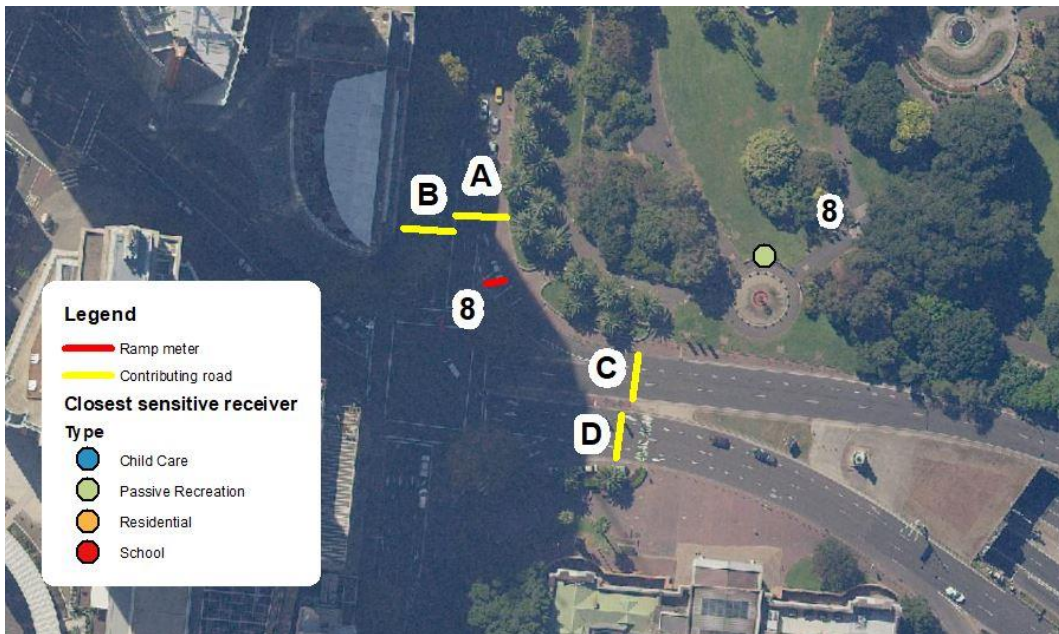 A
B
8
8
C
D
Legend
Ramp meter
Contributing road
Closest sensitive receiver
Type
Child Care
Passive Recreation
Residential
School